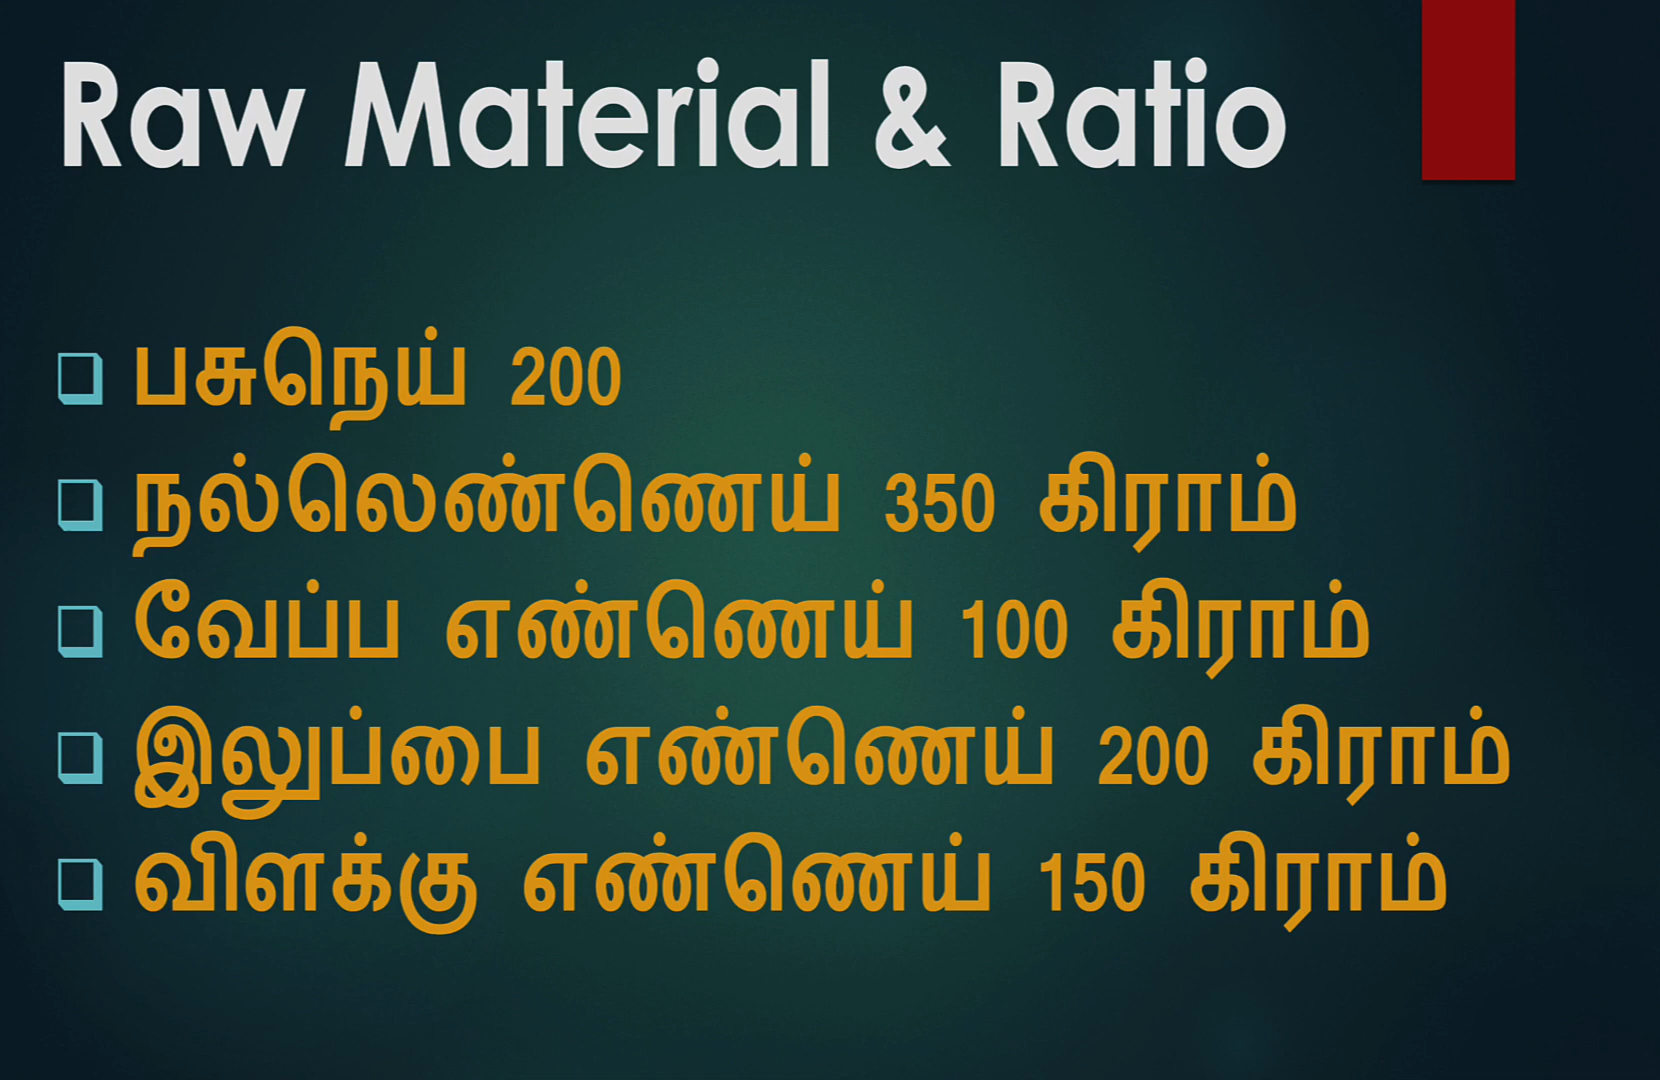 Raw Material & Ratio
பசுநெய் 200
நல்லெண்ணெய் 350 கிராம்
வேப்ப எண்ணெய் 100 கிராம்
இலுப்பை எண்ணெய் 200 கிராம்
விளக்கு எண்ணெய் 150 கிராம்